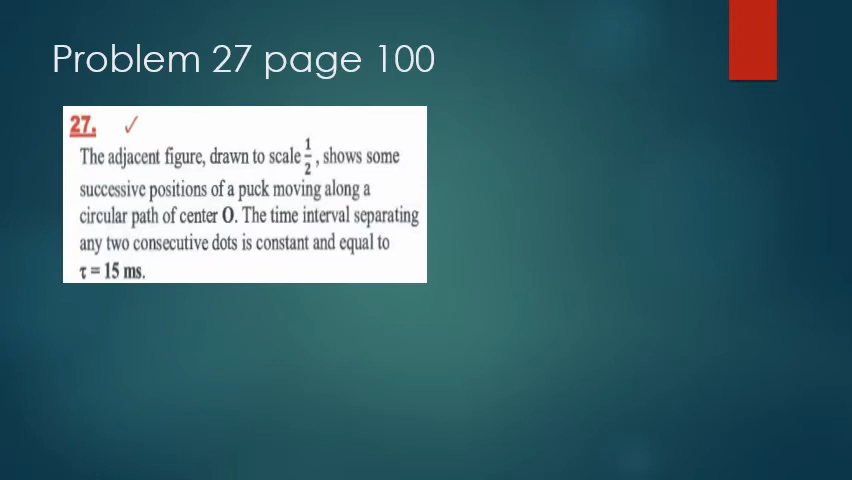 Problem 27 page 100
27. ✓
The adjacent figure, drawn to scale 1/2, shows some
successive positions of a puck moving along a
circular path of center O. The time interval separating
any two consecutive dots is constant and equal to
τ = 15 ms.